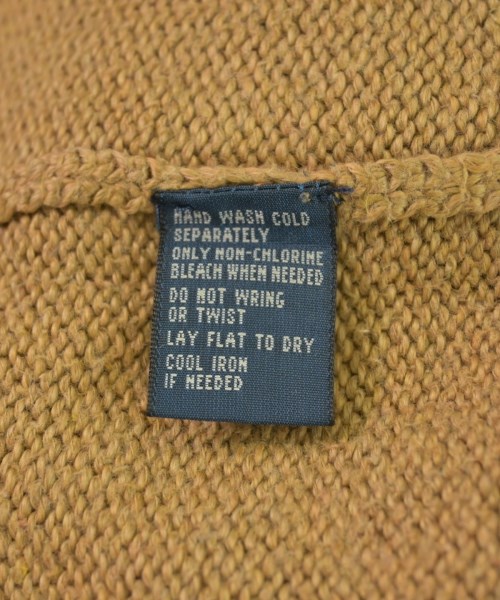 HAND WASH COLD
SEPARATELY
ONLY NON-CHLORINE
BLEACH WHEN NEEDED
DO NOT WRING
OR TWIST
LAY FLAT TO DRY
COOL IRON
IF NEEDED